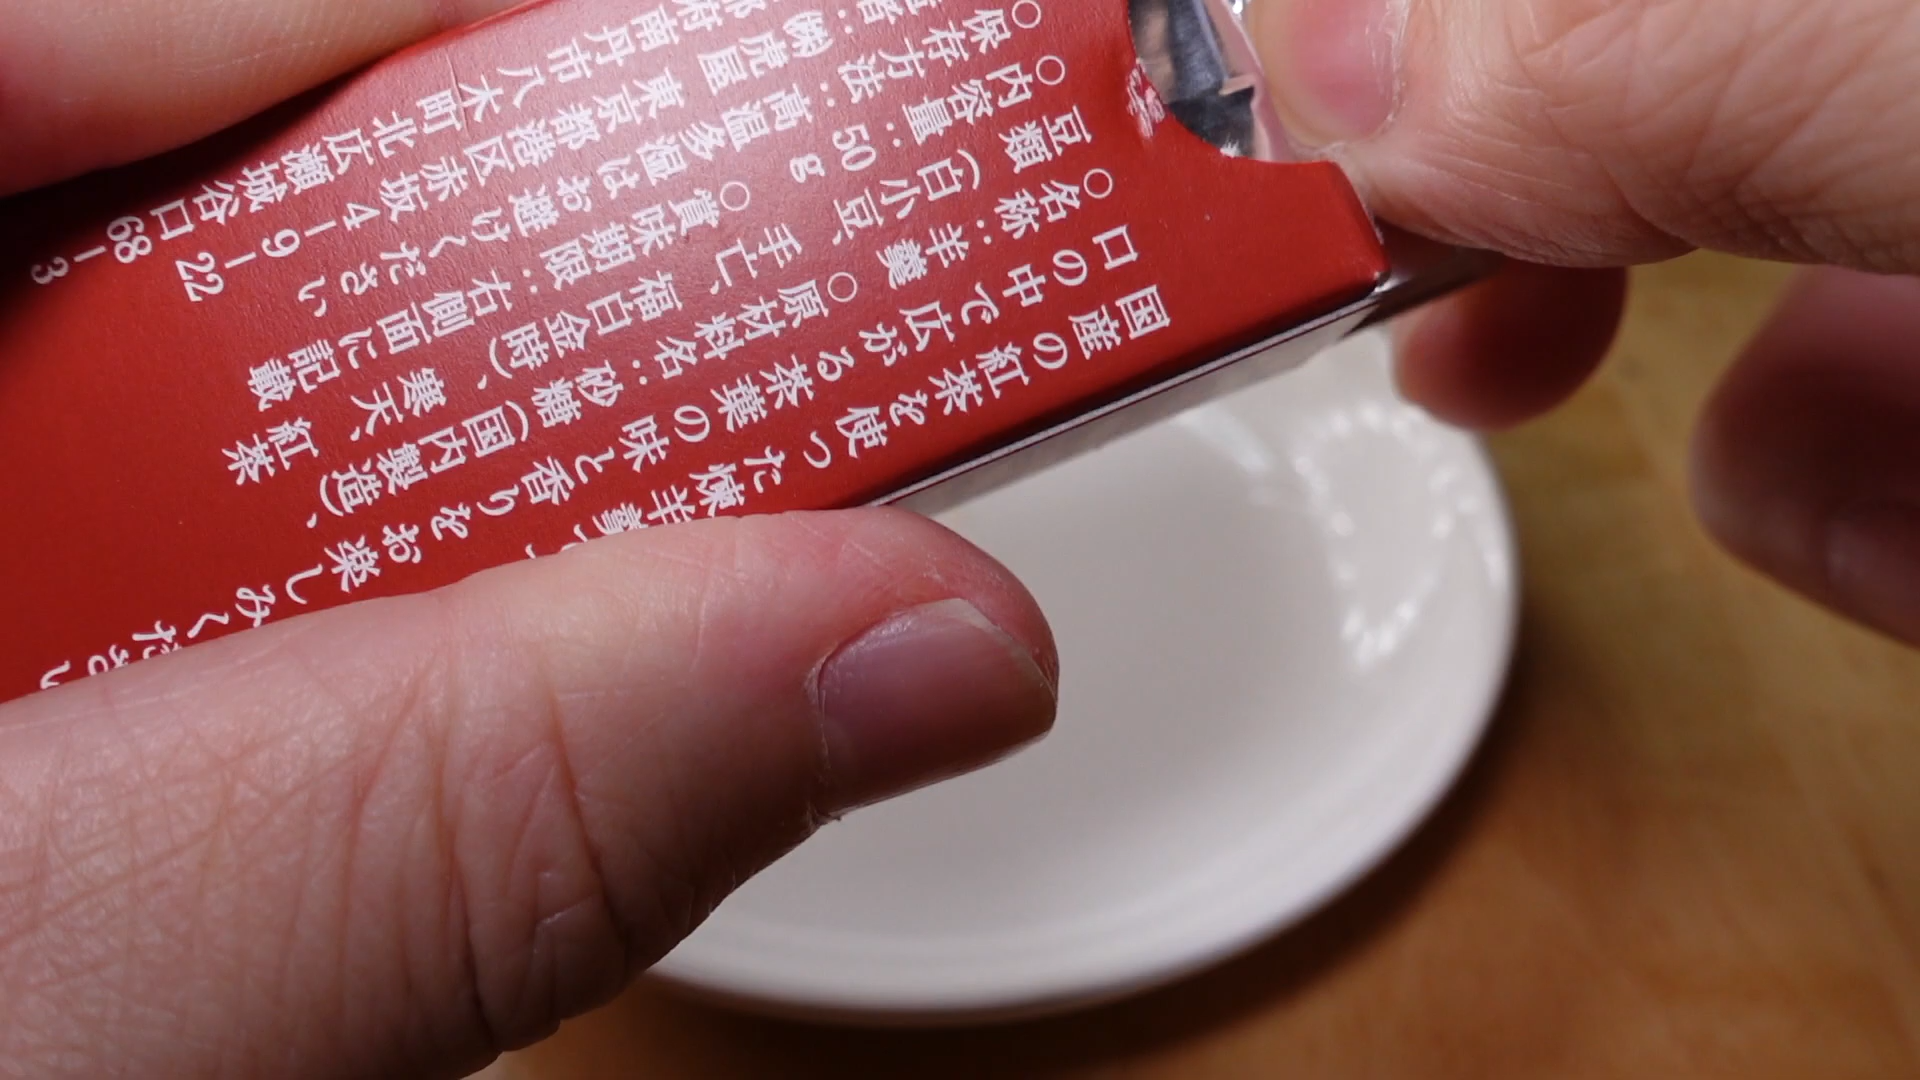 国産の紅茶を使った煉羊羹で
口の中で広がる茶葉の味と香りをお楽しみください
○名称：羊羹　○原材料名：砂糖（国内製造）、
豆類（白小豆、手亡、福白金時）、寒天、紅茶
○内容量：50g　○賞味期限：右側面に記載
○保存方法：高温多湿はお避けください
者：㈱虎屋　東京都港区赤坂4-9-22
府南丹市八木町北広瀬城谷口68-3